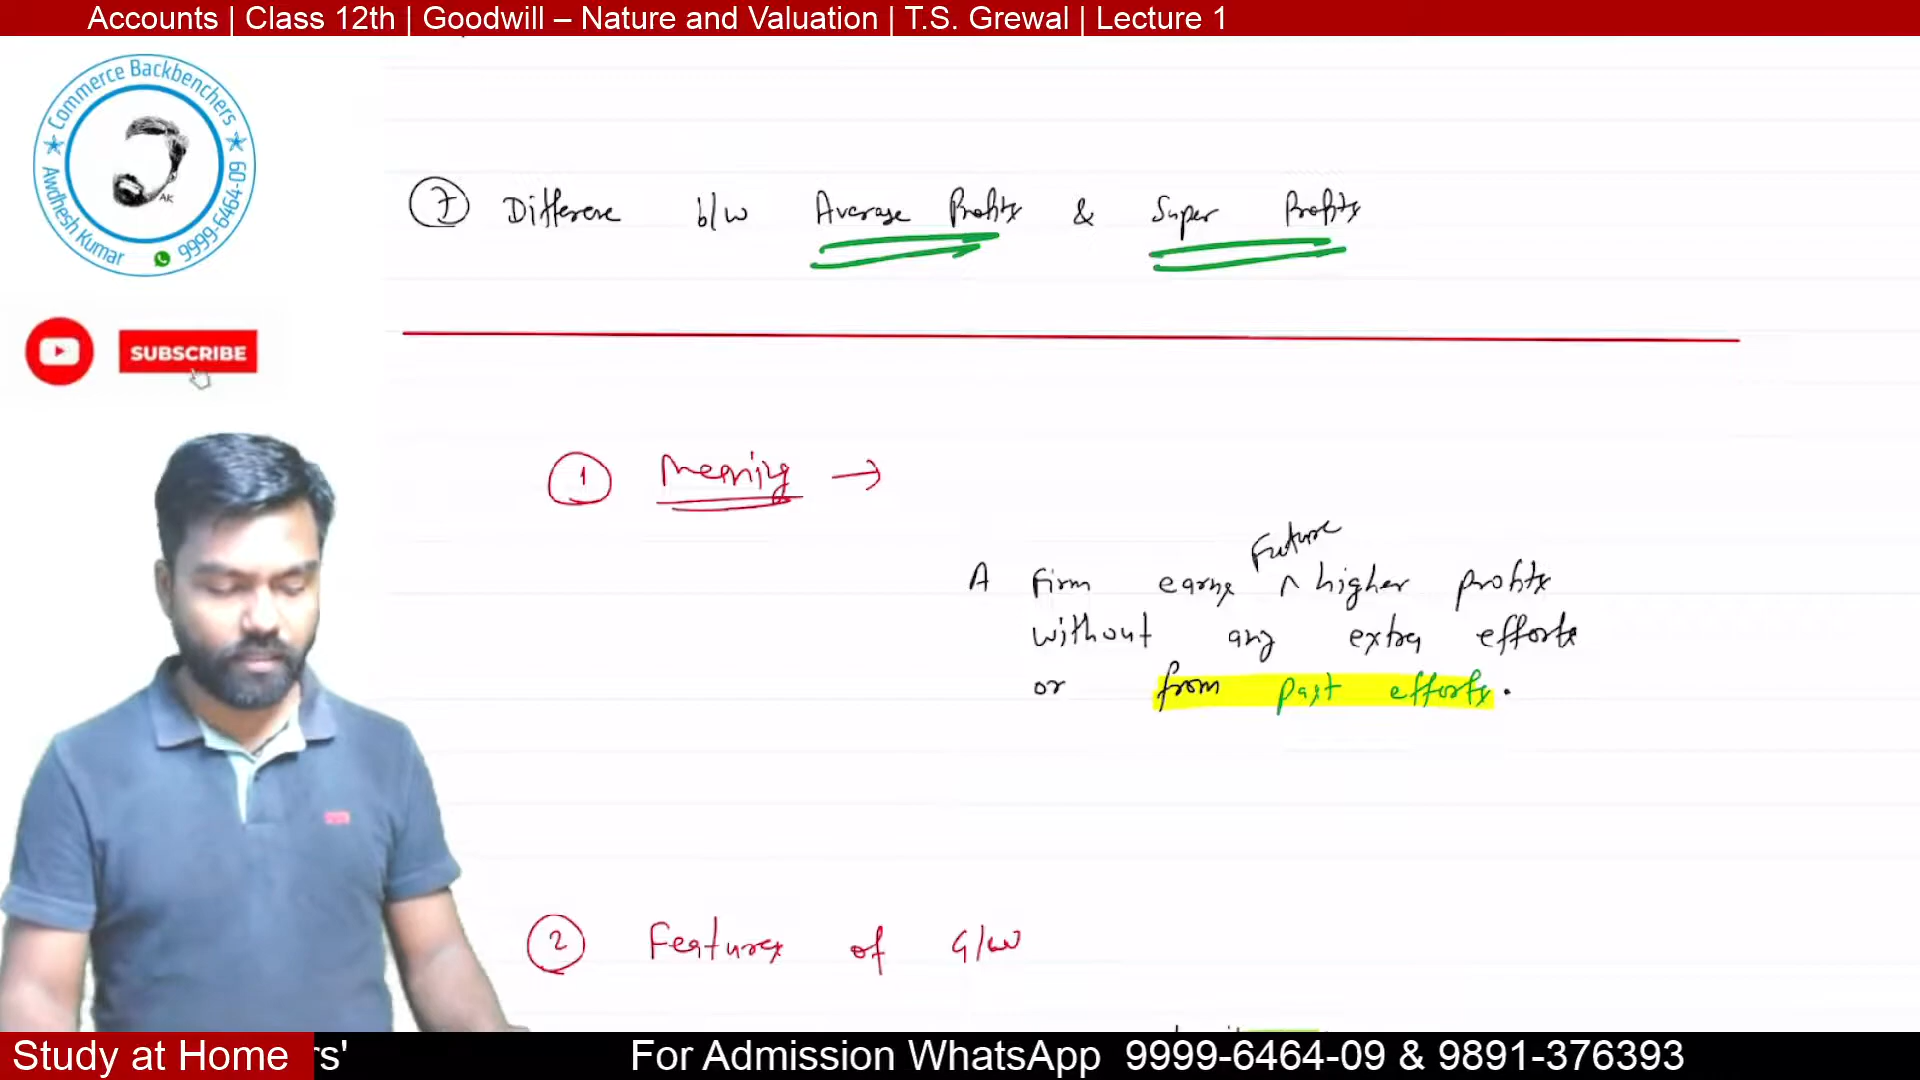 Accounts | Class 12th | Goodwill – Nature and Valuation | T.S. Grewal | Lecture 1
Commerce Backbenchers
Awdhesh Kumar
9999-6464-09
AK
SUBSCRIBE
7 Difference b/w Average Profits & Super Profits
1 Meaning →
Future
A firm earns ^ higher profits
without any extra efforts
or from past efforts.
2 Features of G/W
Study at Home rs' For Admission WhatsApp 9999-6464-09 & 9891-376393